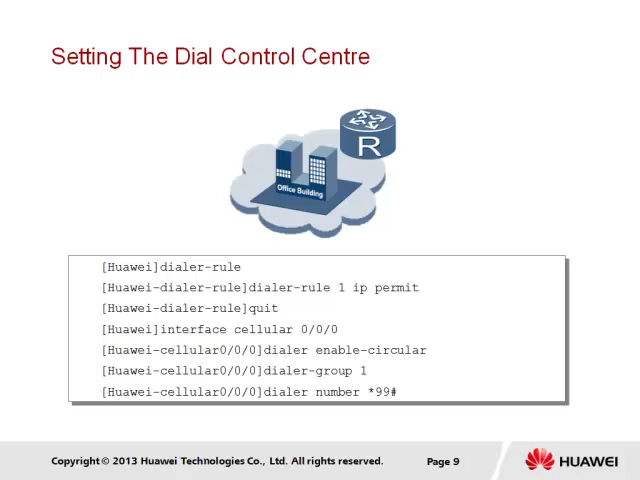 Setting The Dial Control Centre
R
Office Building
[Huawei]dialer-rule
[Huawei-dialer-rule]dialer-rule 1 ip permit
[Huawei-dialer-rule]quit
[Huawei]interface cellular 0/0/0
[Huawei-cellular0/0/0]dialer enable-circular
[Huawei-cellular0/0/0]dialer-group 1
[Huawei-cellular0/0/0]dialer number *99#
Copyright © 2013 Huawei Technologies Co., Ltd. All rights reserved.
Page 9
HUAWEI